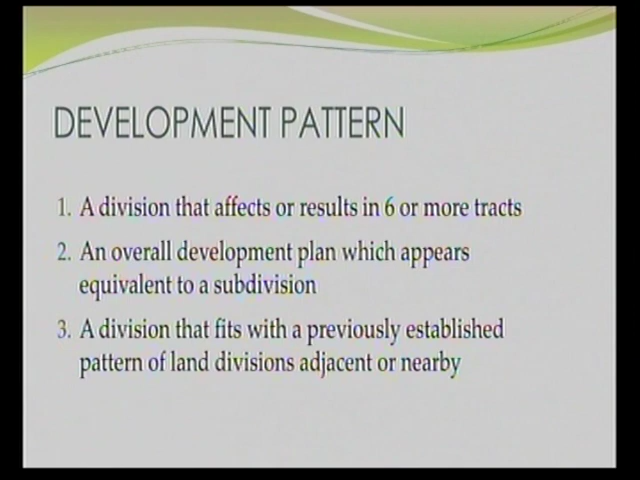 DEVELOPMENT PATTERN
1. A division that affects or results in 6 or more tracts
2. An overall development plan which appears
equivalent to a subdivision
3. A division that fits with a previously established
pattern of land divisions adjacent or nearby